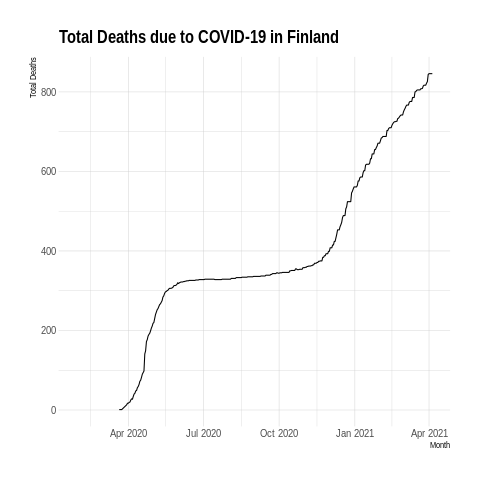 Total Deaths due to COVID-19 in Finland
Total Deaths
800
600
400
200
0
Apr 2020 Jul 2020 Oct 2020 Jan 2021 Apr 2021
Month